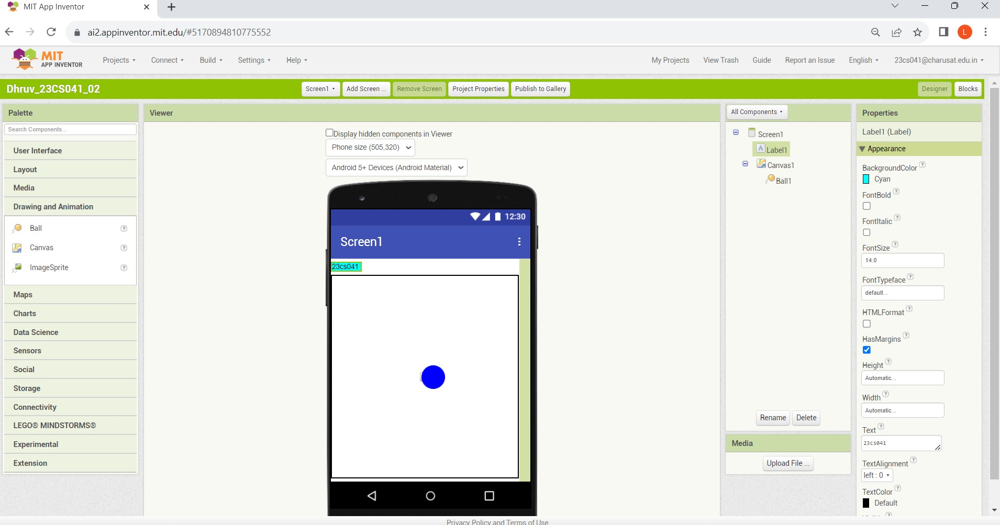 MIT App Inventor
ai2.appinventor.mit.edu/#5170894810775552
L
MIT
APP INVENTOR
Projects Connect Build Settings Help
My Projects View Trash Guide Report an Issue English 23cs041@charusat.edu.in
Dhruv_23CS041_02
Screen1 Add Screen ... Remove Screen Project Properties Publish to Gallery
Designer Blocks
Palette
Search Components...
User Interface
Layout
Media
Drawing and Animation
Ball ?
Canvas ?
ImageSprite ?
Maps
Charts
Data Science
Sensors
Social
Storage
Connectivity
LEGO® MINDSTORMS®
Experimental
Extension
Viewer
Display hidden components in Viewer
Phone size (505,320)
Android 5+ Devices (Android Material)
12:30
Screen1
23cs041
All Components
Screen1
A Label1
Canvas1
Ball1
Rename Delete
Media
Upload File ...
Properties
Label1 (Label)
Appearance
BackgroundColor ?
Cyan
FontBold ?
FontItalic ?
FontSize ?
14.0
FontTypeface ?
default...
HTMLFormat ?
HasMargins ?
Height ?
Automatic...
Width ?
Automatic...
Text ?
23cs041
TextAlignment ?
left : 0
TextColor ?
Default
Privacy Policy and Terms of Use